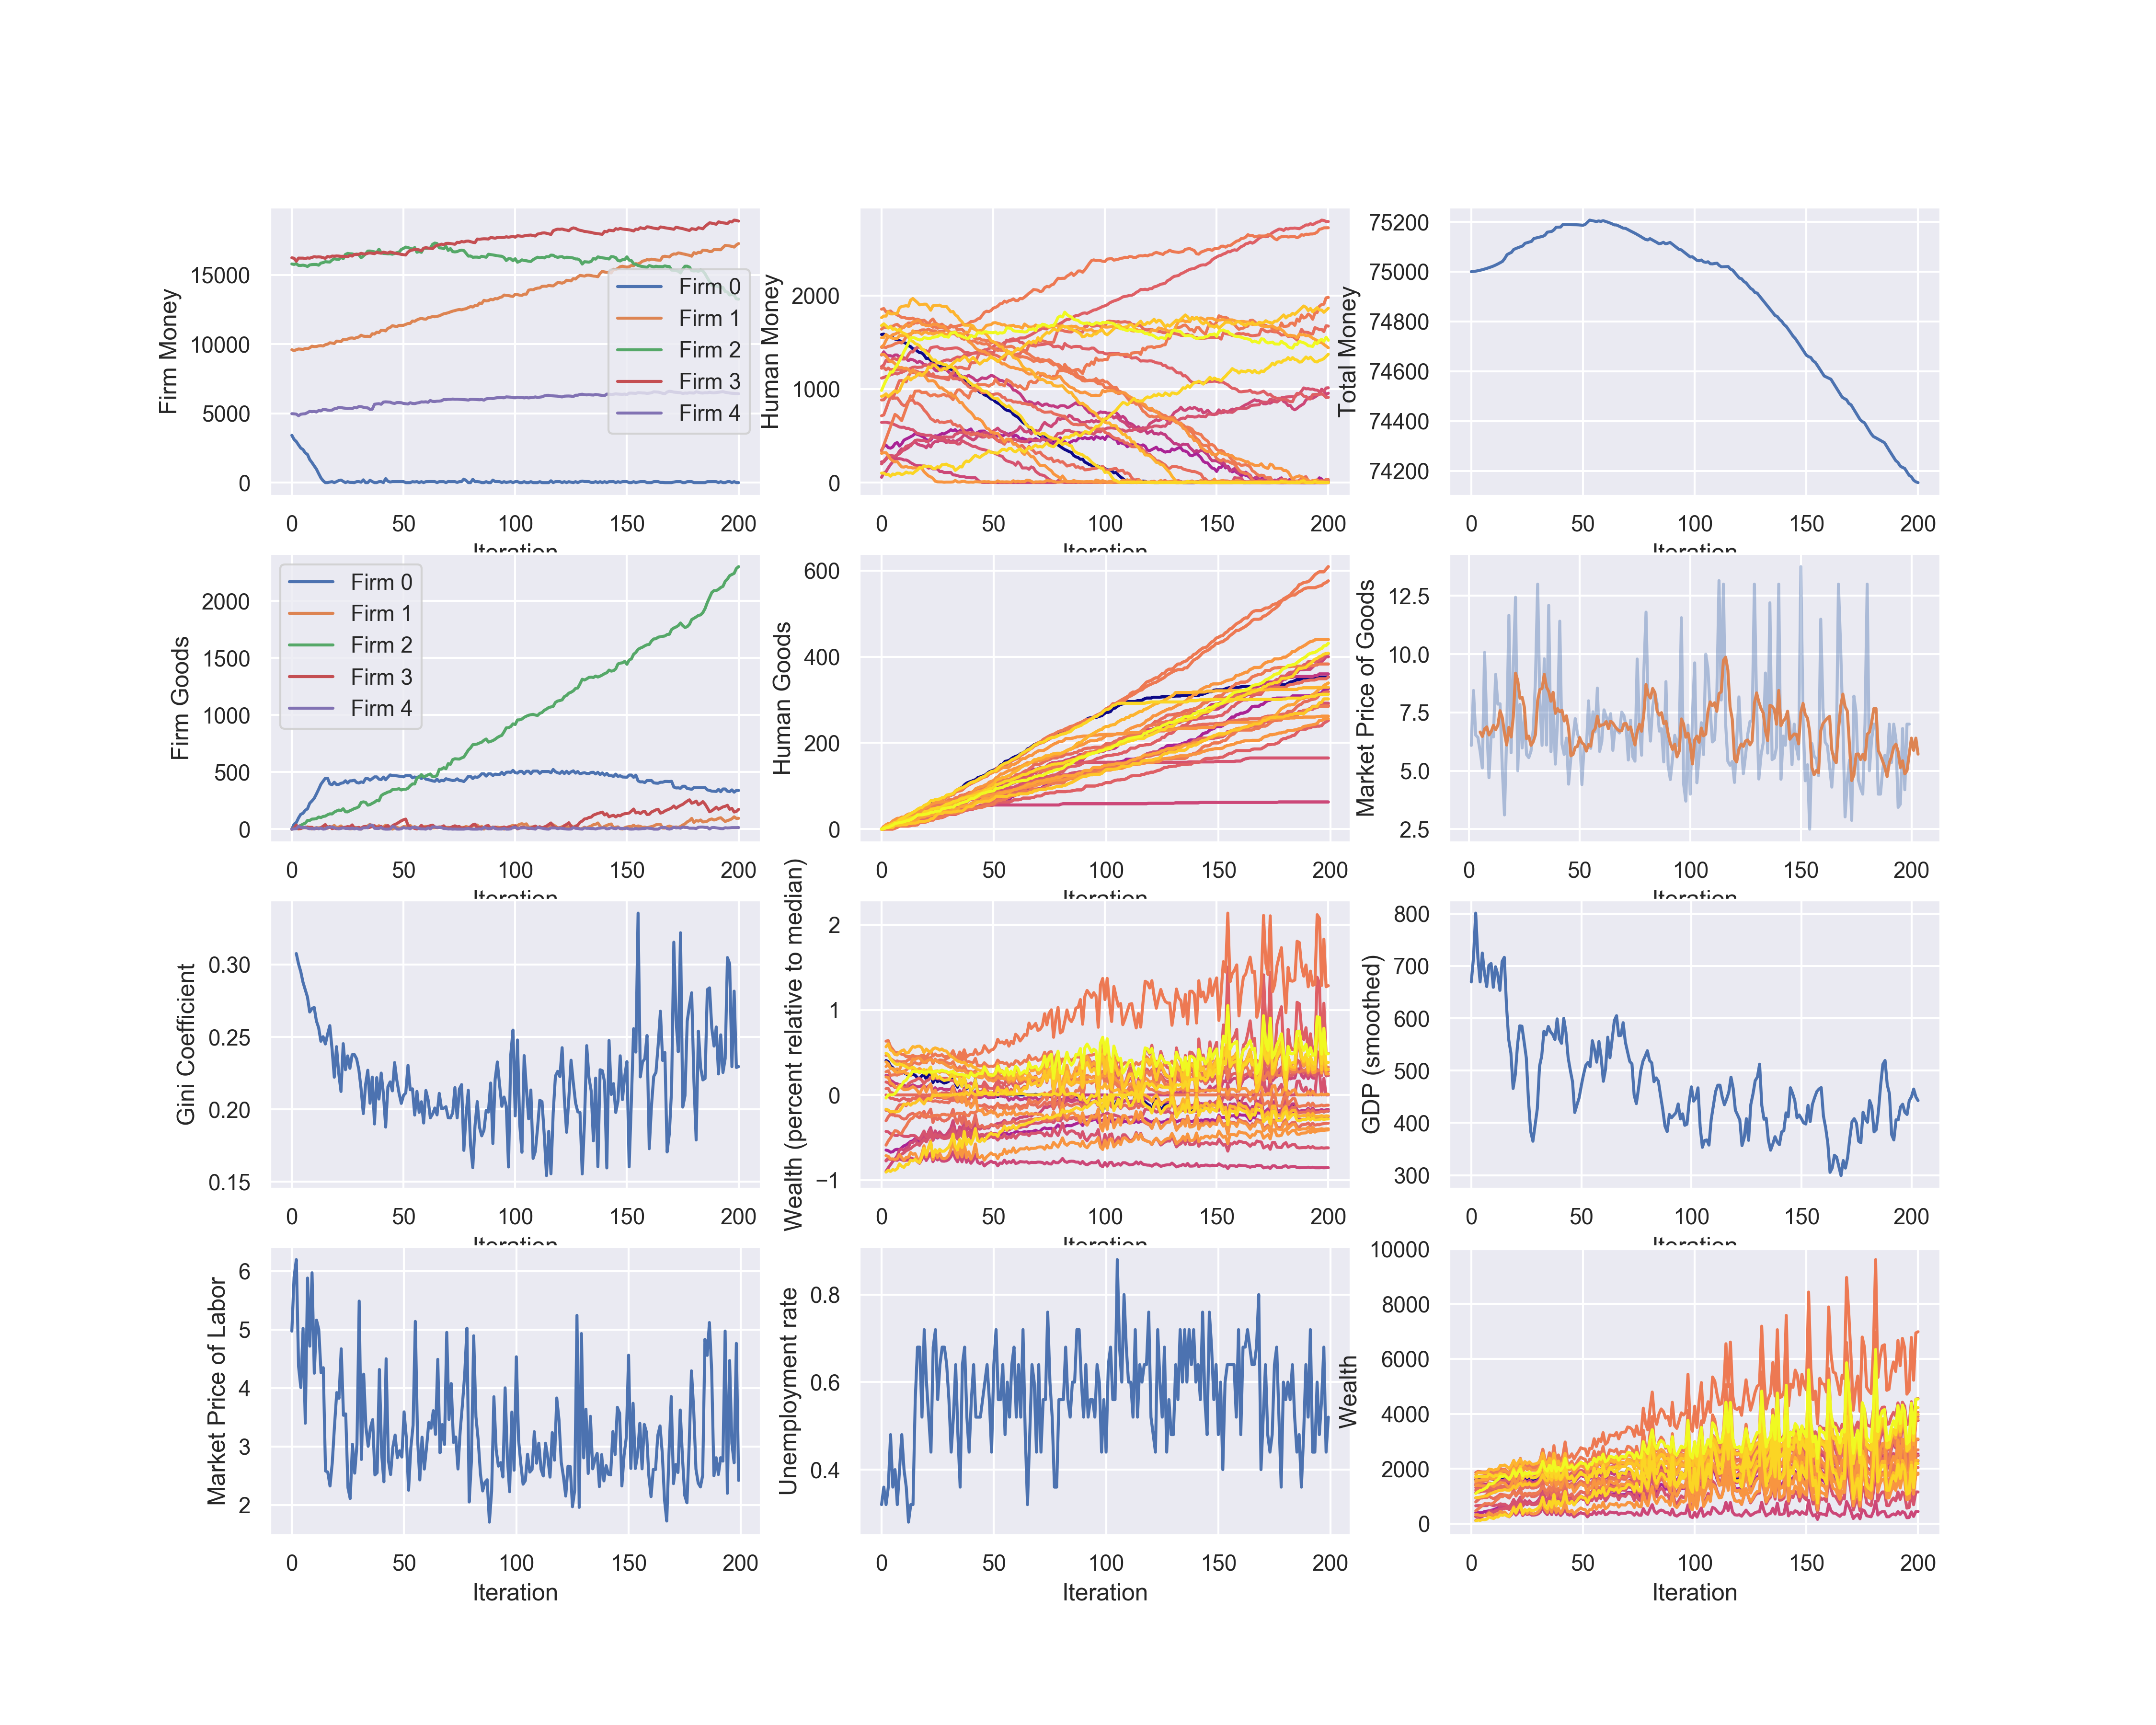 Firm Money
15000
10000
5000
0
0 50 100 150 200
Iteration
Firm 0
Firm 1
Firm 2
Firm 3
Firm 4
Human Money
2000
1000
0
0 50 100 150 200
Iteration
Total Money
75200
75000
74800
74600
74400
74200
0 50 100 150 200
Iteration
Firm Goods
2000
1500
1000
500
0
0 50 100 150 200
Iteration
Firm 0
Firm 1
Firm 2
Firm 3
Firm 4
Human Goods
600
400
200
0
0 50 100 150 200
Iteration
Market Price of Goods
12.5
10.0
7.5
5.0
2.5
0 50 100 150 200
Iteration
Gini Coefficient
0.30
0.25
0.20
0.15
0 50 100 150 200
Iteration
Wealth (percent relative to median)
2
1
0
−1
0 50 100 150 200
Iteration
GDP (smoothed)
800
700
600
500
400
300
0 50 100 150 200
Iteration
Market Price of Labor
6
5
4
3
2
0 50 100 150 200
Iteration
Unemployment rate
0.8
0.6
0.4
0 50 100 150 200
Iteration
Wealth
10000
8000
6000
4000
2000
0
0 50 100 150 200
Iteration